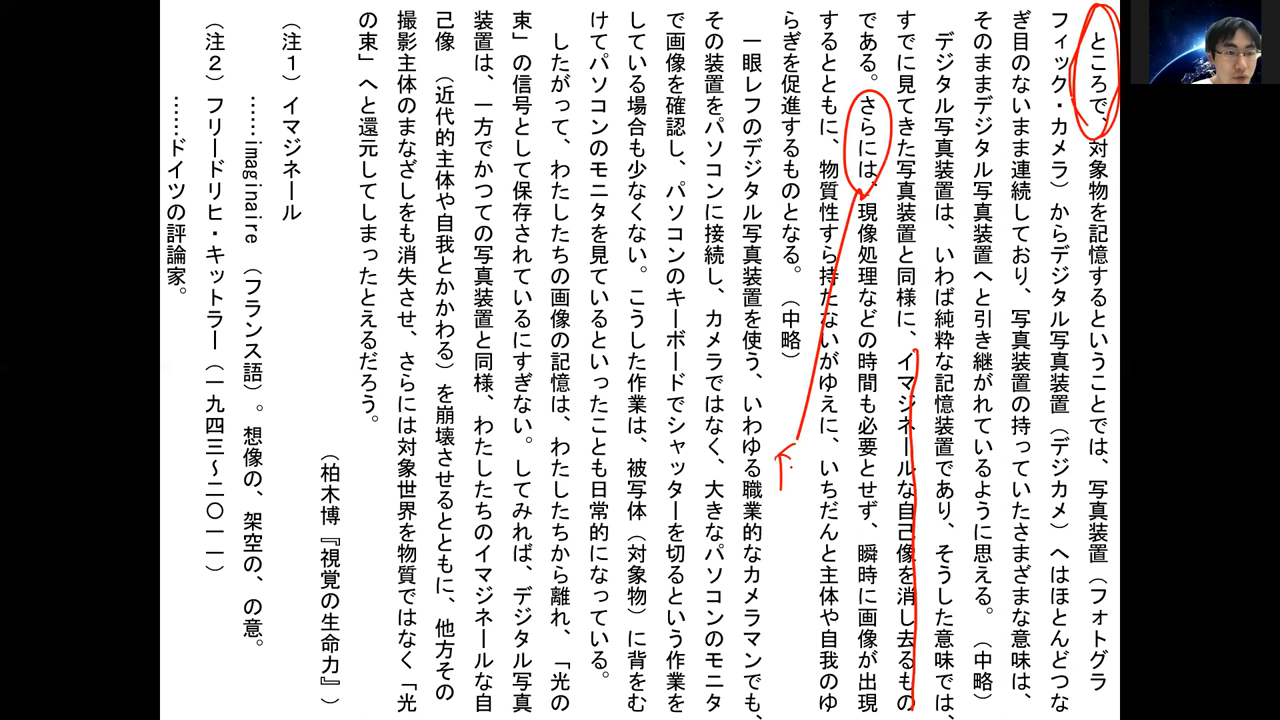 ところで、対象物を記憶するということでは、写真装置（フォトグラ
フィック・カメラ）からデジタル写真装置（デジカメ）へはほとんどつな
ぎ目のないまま連続しており、写真装置の持っていたさまざまな意味は、
そのままデジタル写真装置へと引き継がれているように思える。（中略）
デジタル写真装置は、いわば純粋な記憶装置であり、そうした意味では、
すでに見てきた写真装置と同様に、イマジネールな自己像を消し去るもの
である。さらには、現像処理などの時間も必要とせず、瞬時に画像が出現
するとともに、物質性すら持たないがゆえに、いちだんと主体や自我のゆ
らぎを促進するものとなる。（中略）
一眼レフのデジタル写真装置を使う、いわゆる職業的なカメラマンでも、
その装置をパソコンに接続し、カメラではなく、大きなパソコンのモニタ
で画像を確認し、パソコンのキーボードでシャッターを切るという作業を
している場合も少なくない。こうした作業は、被写体（対象物）に背をむ
けてパソコンのモニタを見ているといったことも日常的になっている。
したがって、わたしたちの画像の記憶は、わたしたちから離れ、「光の
束」の信号として保存されているにすぎない。してみれば、デジタル写真
装置は、一方でかつての写真装置と同様、わたしたちのイマジネールな自
己像（近代的主体や自我とかかわる）を崩壊させるとともに、他方その
撮影主体のまなざしをも消失させ、さらには対象世界を物質ではなく「光
の束」へと還元してしまったとえるだろう。
（柏木博『視覚の生命力』）
（注１）イマジネール
……imaginaire（フランス語）。想像の、架空の、の意。
（注２）フリードリヒ・キットラー（一九四三～二〇一一）
……ドイツの評論家。